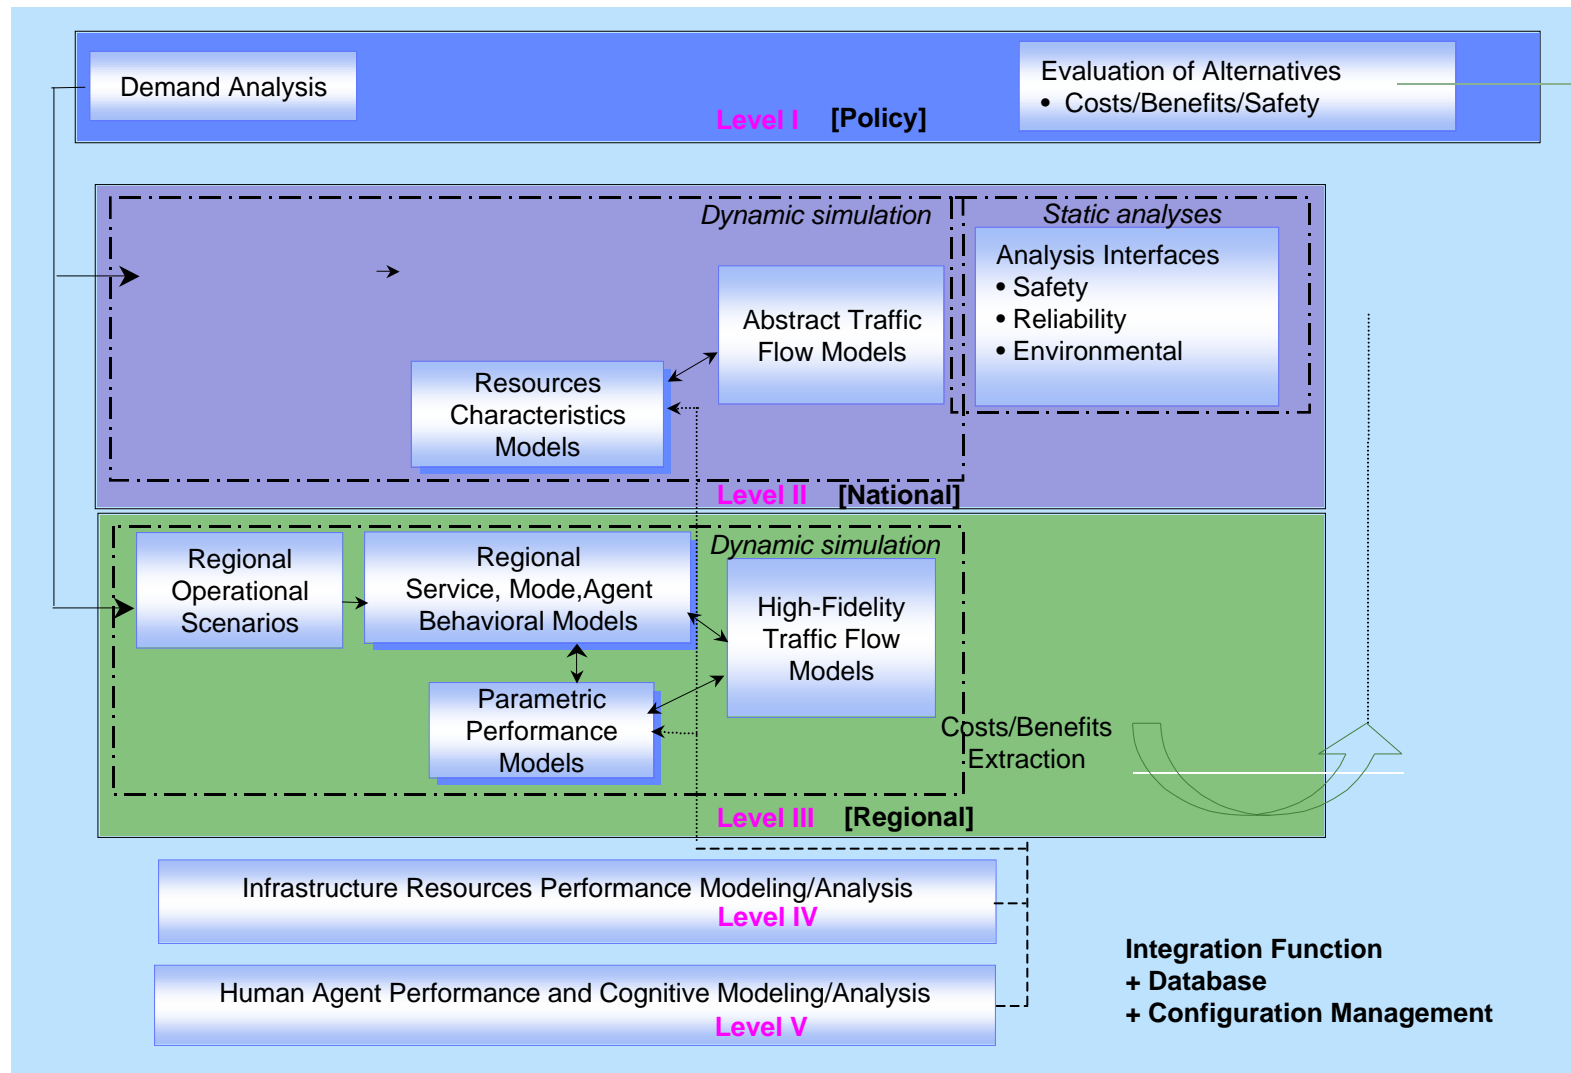 Demand Analysis
Evaluation of Alternatives
• Costs/Benefits/Safety
Level I [Policy]
Dynamic simulation
Static analyses
Analysis Interfaces
• Safety
• Reliability
• Environmental
Abstract Traffic
Flow Models
Resources
Characteristics
Models
Level II [National]
Regional
Operational
Scenarios
Regional
Service, Mode,Agent
Behavioral Models
Dynamic simulation
High-Fidelity
Traffic Flow
Models
Parametric
Performance
Models
Costs/Benefits
Extraction
Level III [Regional]
Infrastructure Resources Performance Modeling/Analysis
Level IV
Human Agent Performance and Cognitive Modeling/Analysis
Level V
Integration Function
+ Database
+ Configuration Management